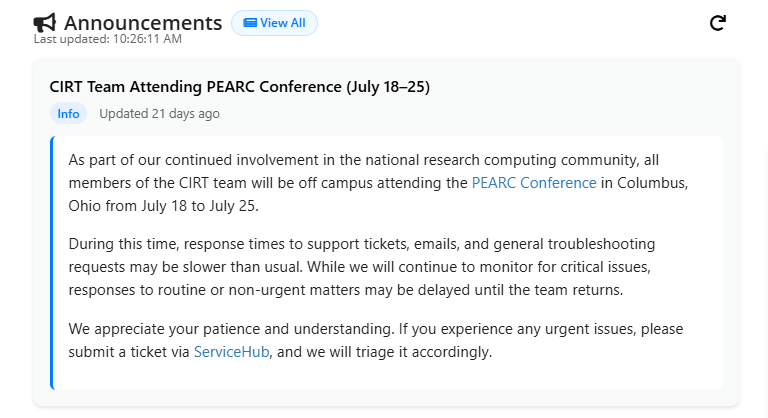 Announcements View All
Last updated: 10:26:11 AM
CIRT Team Attending PEARC Conference (July 18–25)
Info Updated 21 days ago
As part of our continued involvement in the national research computing community, all
members of the CIRT team will be off campus attending the PEARC Conference in Columbus,
Ohio from July 18 to July 25.
During this time, response times to support tickets, emails, and general troubleshooting
requests may be slower than usual. While we will continue to monitor for critical issues,
responses to routine or non-urgent matters may be delayed until the team returns.
We appreciate your patience and understanding. If you experience any urgent issues, please
submit a ticket via ServiceHub, and we will triage it accordingly.